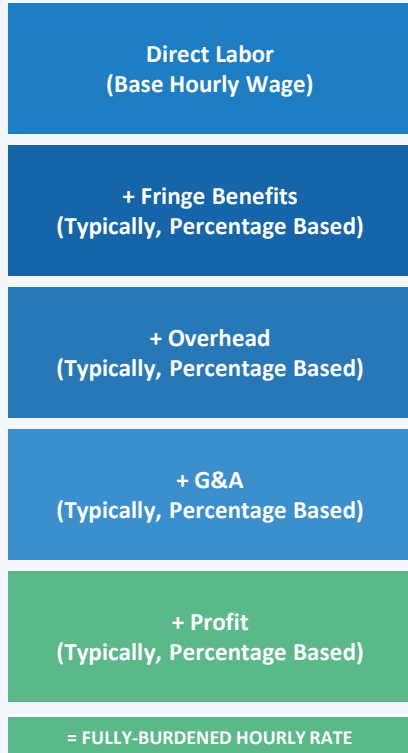 Direct Labor
(Base Hourly Wage)
+ Fringe Benefits
(Typically, Percentage Based)
+ Overhead
(Typically, Percentage Based)
+ G&A
(Typically, Percentage Based)
+ Profit
(Typically, Percentage Based)
= FULLY-BURDENED HOURLY RATE